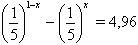 (1/5)^{1-x} - (1/5)^x = 4,96